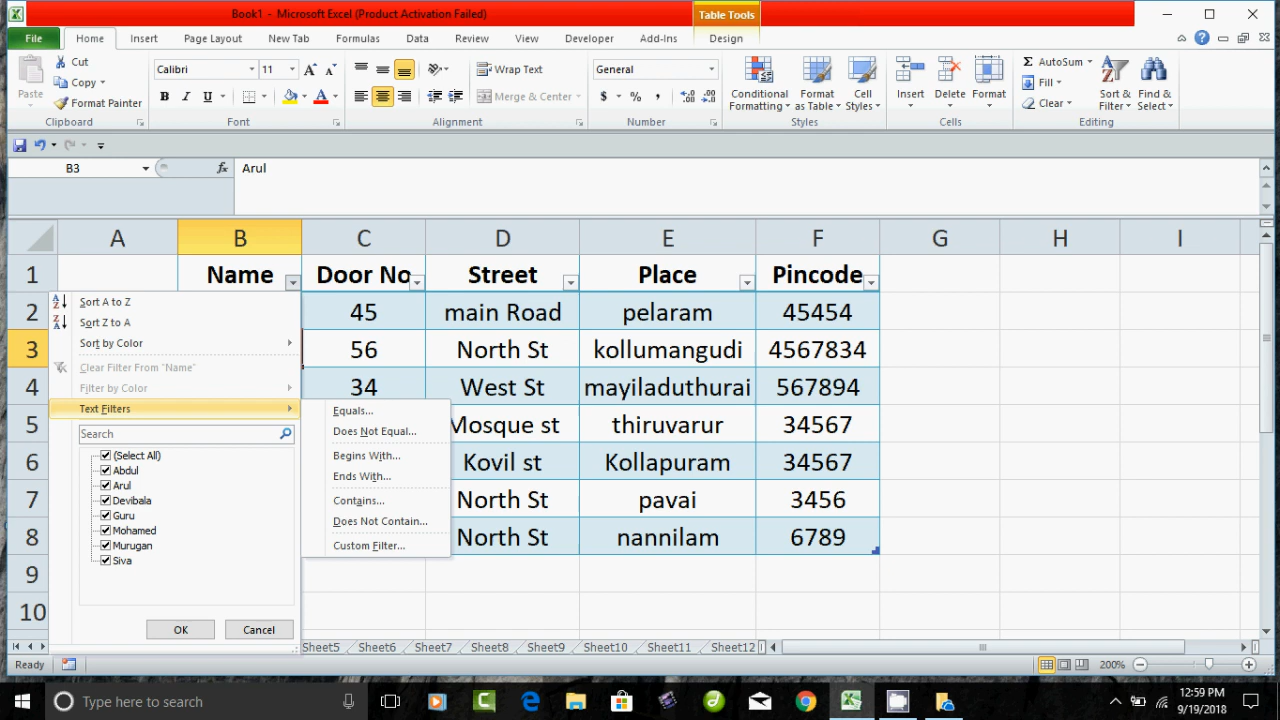 Book1 - Microsoft Excel (Product Activation Failed)
Table Tools
File Home Insert Page Layout New Tab Formulas Data Review View Developer Add-Ins Design
Paste
Cut
Copy
Format Painter
Clipboard
Calibri 11
B I U
Font
Wrap Text
Merge & Center
Alignment
General
$ % ,
Number
Conditional Formatting
Format as Table
Cell Styles
Styles
Insert Delete Format
Cells
AutoSum
Fill
Clear
Sort & Filter
Find & Select
Editing
B3 fx Arul
A B C D E F G H I
1 Name Door No Street Place Pincode
2 45 main Road pelaram 45454
3 56 North St kollumangudi 4567834
4 34 West St mayiladuthurai 567894
5 Mosque st thiruvarur 34567
6 Kovil st Kollapuram 34567
7 North St pavai 3456
8 North St nannilam 6789
9
10
Sort A to Z
Sort Z to A
Sort by Color
Clear Filter From "Name"
Filter by Color
Text Filters
Search
(Select All)
Abdul
Arul
Devibala
Guru
Mohamed
Murugan
Siva
OK Cancel
Equals...
Does Not Equal...
Begins With...
Ends With...
Contains...
Does Not Contain...
Custom Filter...
Sheet5 Sheet6 Sheet7 Sheet8 Sheet9 Sheet10 Sheet11 Sheet12
Ready 200%
Type here to search
12:59 PM
9/19/2018